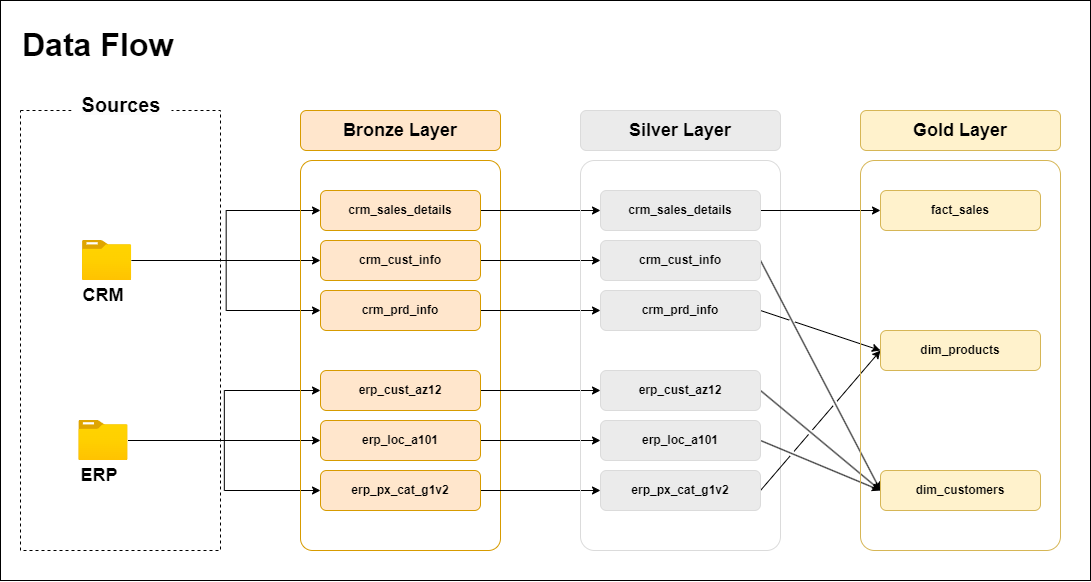 Data Flow
Sources
Bronze Layer
Silver Layer
Gold Layer
crm_sales_details
crm_sales_details
fact_sales
crm_cust_info
crm_cust_info
CRM
crm_prd_info
crm_prd_info
dim_products
erp_cust_az12
erp_cust_az12
erp_loc_a101
erp_loc_a101
ERP
erp_px_cat_g1v2
erp_px_cat_g1v2
dim_customers